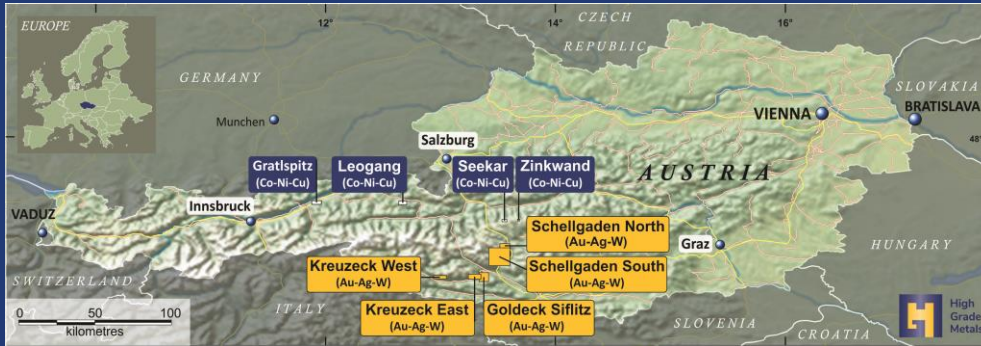 EUROPE
12°
14°
16°
CZECH
REPUBLIC
GERMANY
SLOVAKIA
BRATISLAVA
VIENNA
Munchen
48°
Salzburg
Gratlspitz
(Co-Ni-Cu)
Leogang
(Co-Ni-Cu)
Seekar
(Co-Ni-Cu)
Zinkwand
(Co-Ni-Cu)
AUSTRIA
VADUZ
Innsbruck
Schellgaden North
(Au-Ag-W)
Graz
HUNGARY
Kreuzeck West
(Au-Ag-W)
Schellgaden South
(Au-Ag-W)
SWITZERLAND
ITALY
Kreuzeck East
(Au-Ag-W)
Goldeck Siflitz
(Au-Ag-W)
0 50 100
kilometres
SLOVENIA
CROATIA
High
Grade
Metals